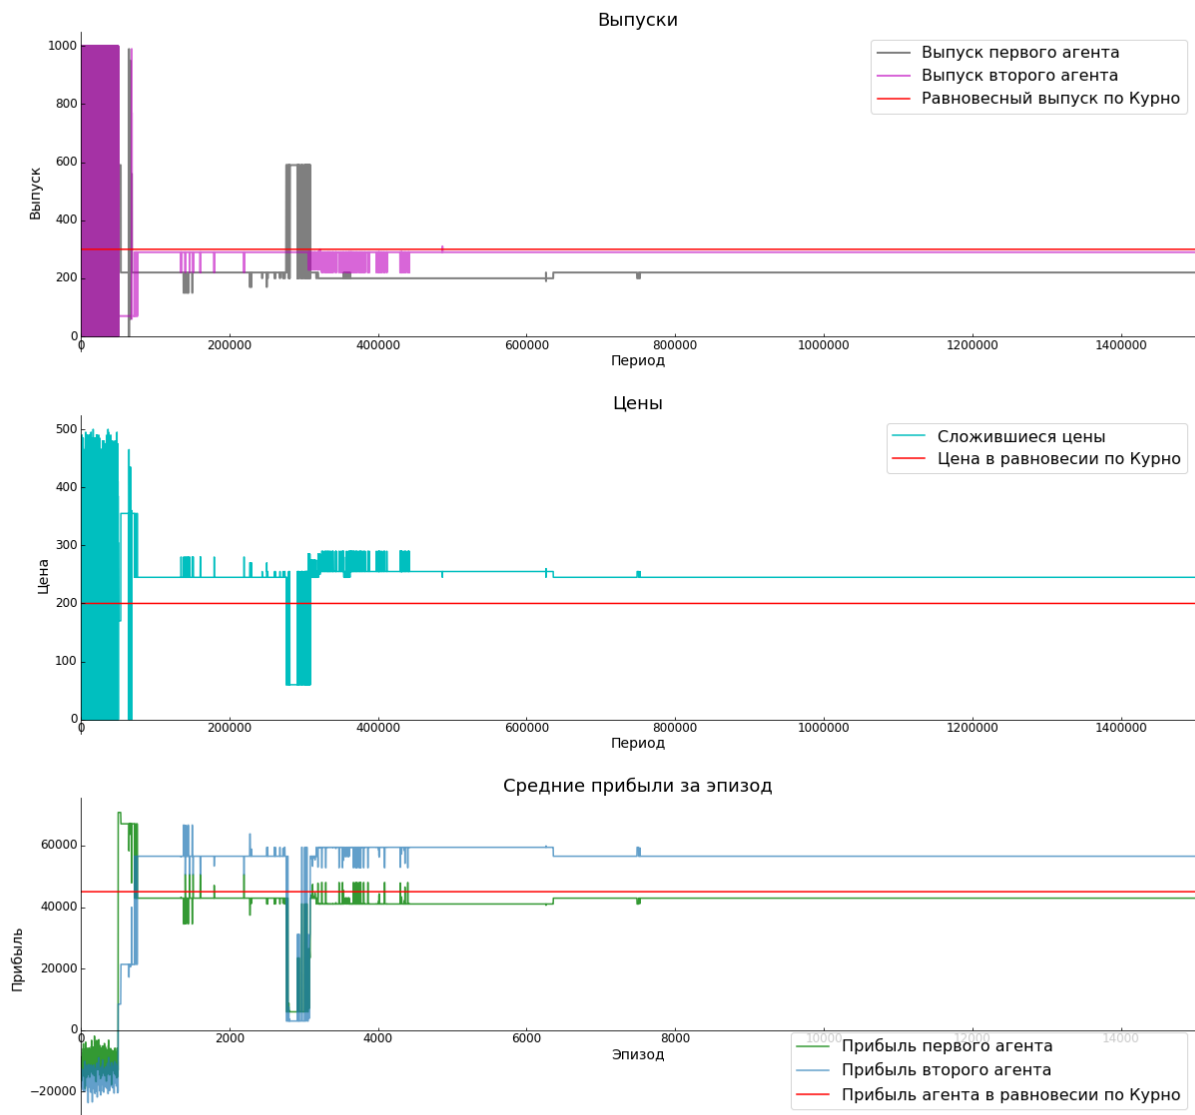 Выпуски
Выпуск
1000
800
600
400
200
0
Выпуск первого агента
Выпуск второго агента
Равновесный выпуск по Курно
0 200000 400000 600000 800000 1000000 1200000 1400000
Период
Цены
Цена
500
400
300
200
100
0
Сложившиеся цены
Цена в равновесии по Курно
0 200000 400000 600000 800000 1000000 1200000 1400000
Период
Средние прибыли за эпизод
Прибыль
60000
40000
20000
0
−20000
0 2000 4000 6000 8000 10000 12000 14000
Эпизод
Прибыль первого агента
Прибыль второго агента
Прибыль агента в равновесии по Курно